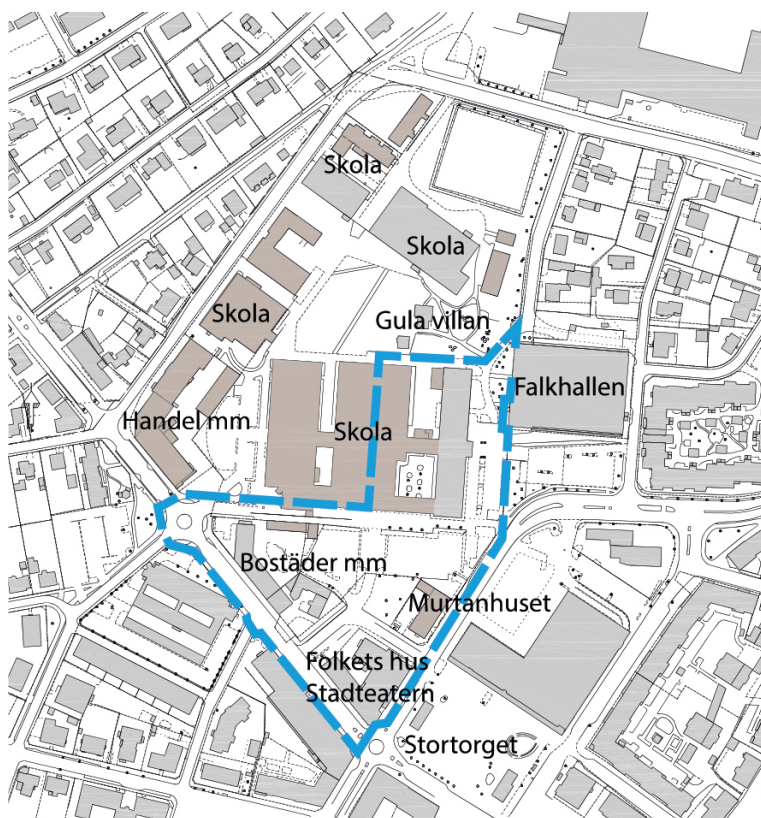 Skola
Skola
Skola
Gula villan
Falkhallen
Handel mm
Skola
Bostäder mm
Murtanhuset
Folkets hus
Stadteatern
Stortorget